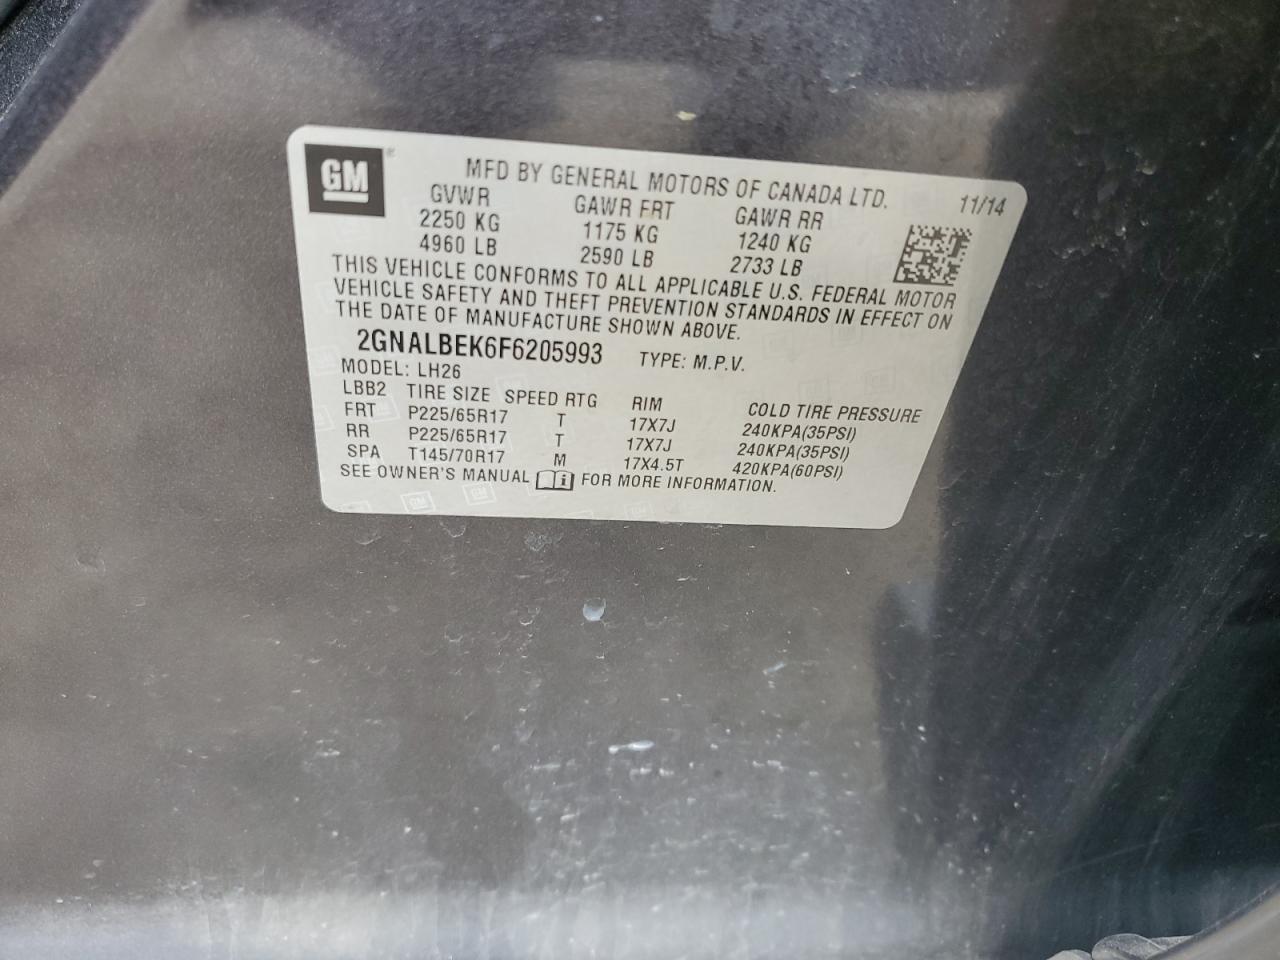 GM
MFD BY GENERAL MOTORS OF CANADA LTD. 11/14
GVWR GAWR FRT GAWR RR
2250 KG 1175 KG 1240 KG
4960 LB 2590 LB 2733 LB
THIS VEHICLE CONFORMS TO ALL APPLICABLE U.S. FEDERAL MOTOR
VEHICLE SAFETY AND THEFT PREVENTION STANDARDS IN EFFECT ON
THE DATE OF MANUFACTURE SHOWN ABOVE.
2GNALBEK6F6205993 TYPE: M.P.V.
MODEL: LH26
LBB2 TIRE SIZE SPEED RTG RIM COLD TIRE PRESSURE
FRT P225/65R17 T 17X7J 240KPA(35PSI)
RR P225/65R17 T 17X7J 240KPA(35PSI)
SPA T145/70R17 M 17X4.5T 420KPA(60PSI)
SEE OWNER'S MANUAL i FOR MORE INFORMATION.